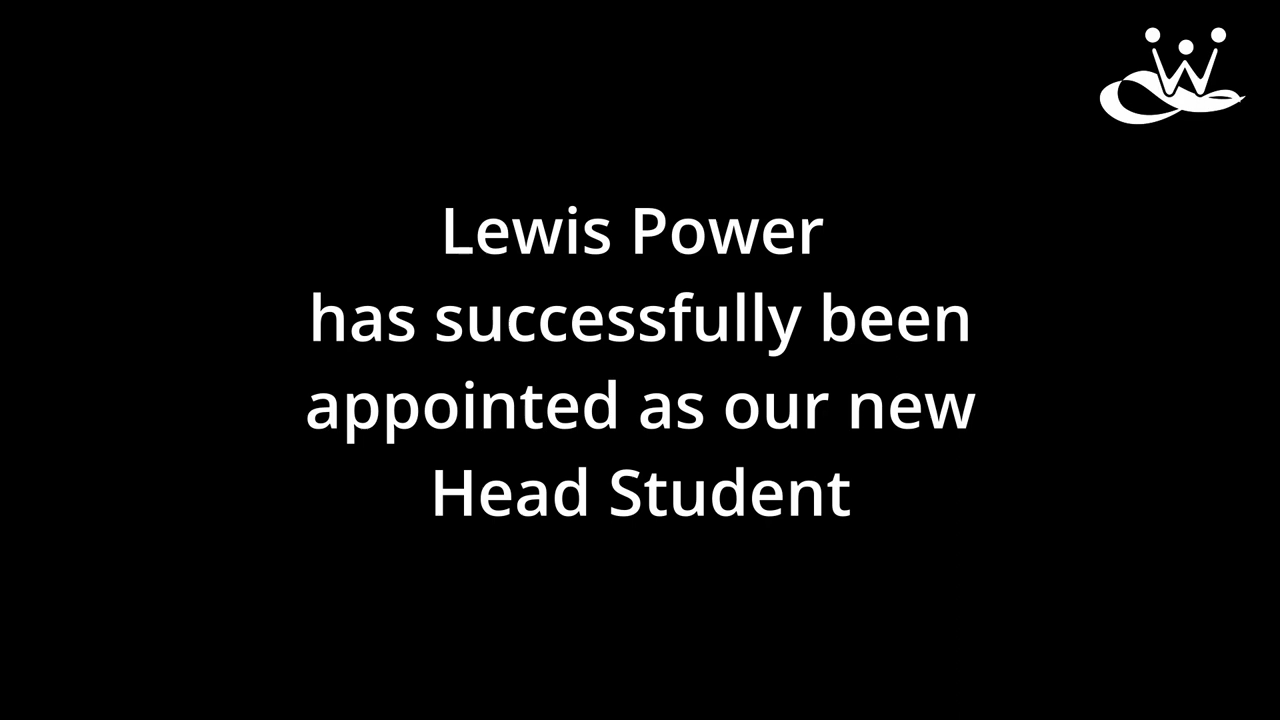 Lewis Power
has successfully been
appointed as our new
Head Student